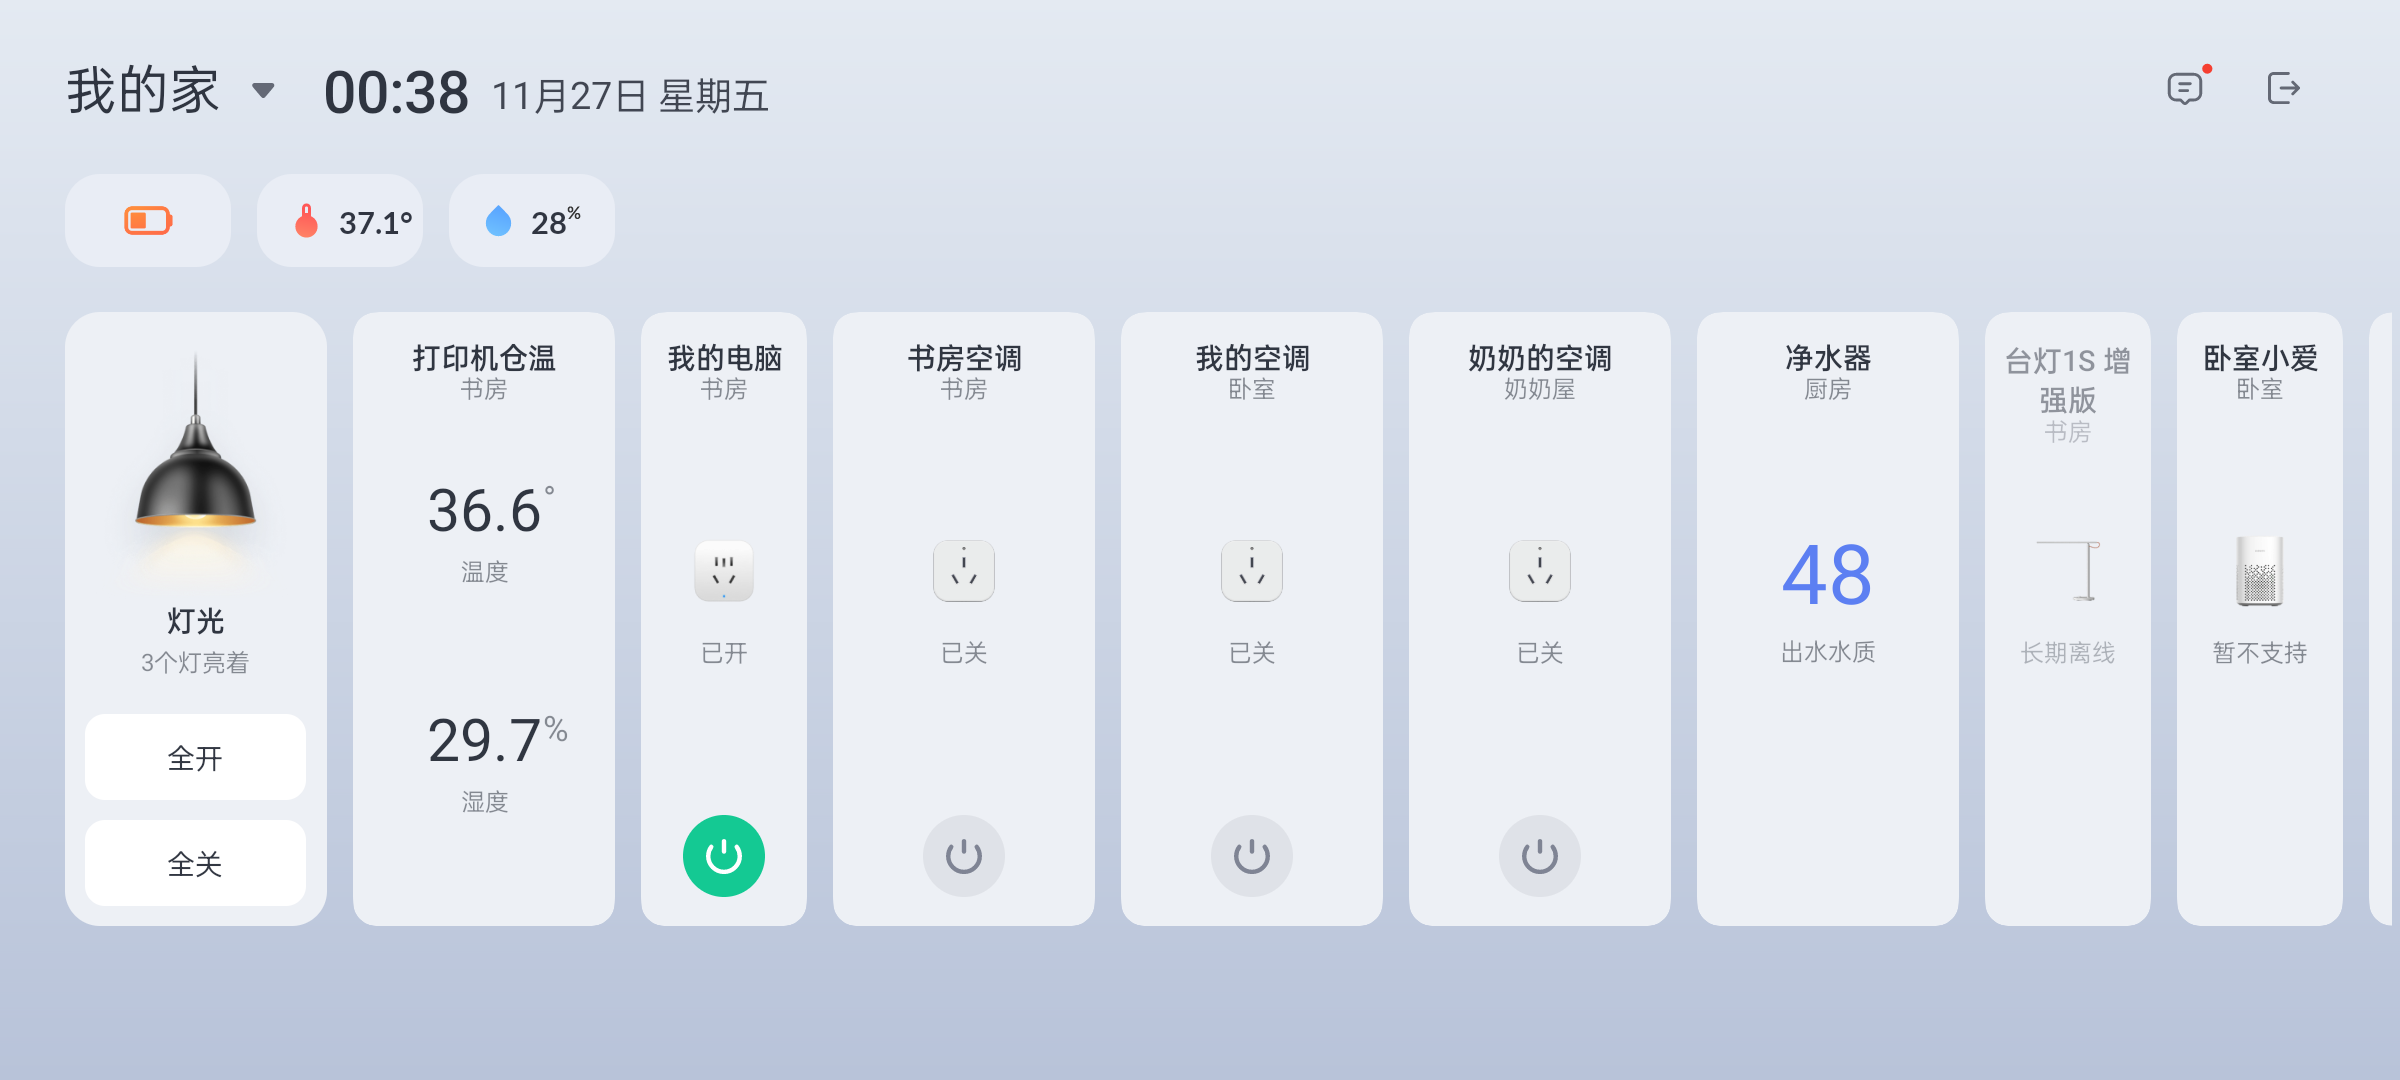 我的家
00:38 11月27日 星期五
37.1°
28%
灯光
3个灯亮着
全开
全关
打印机仓温
书房
36.6°
温度
29.7%
湿度
我的电脑
书房
已开
书房空调
书房
已关
我的空调
卧室
已关
奶奶的空调
奶奶屋
已关
净水器
厨房
48
出水水质
台灯1S 增
强版
书房
长期离线
卧室小爱
卧室
暂不支持